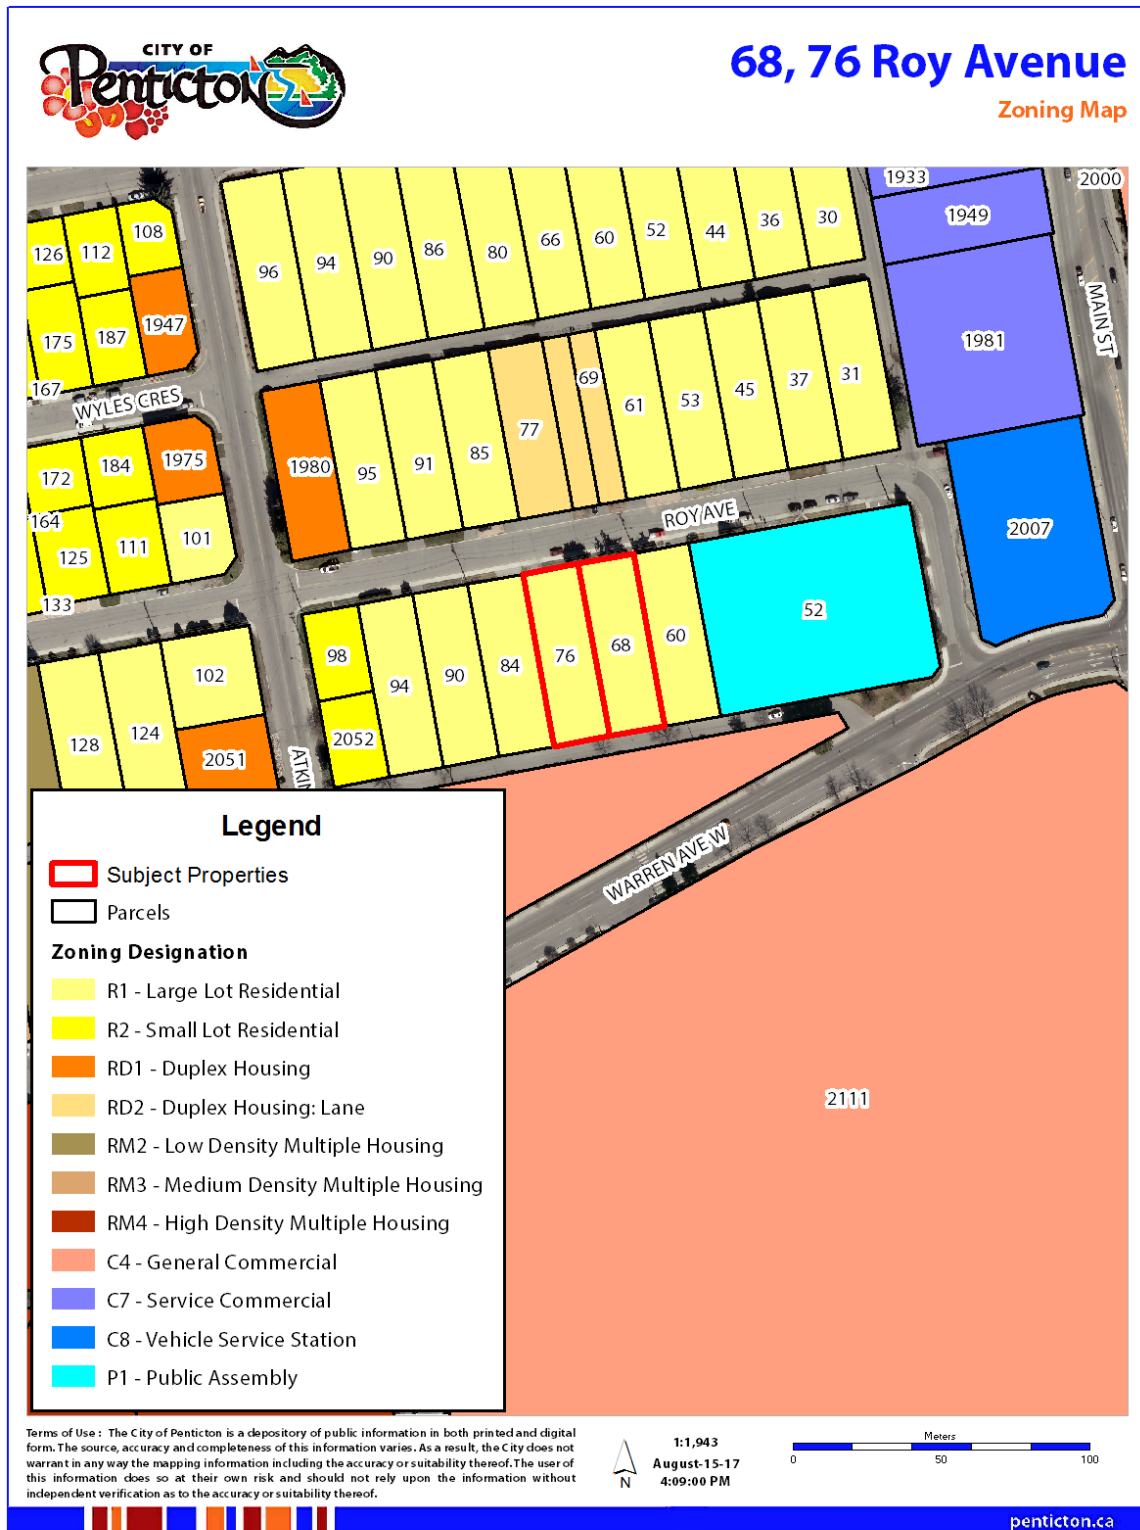 CITY OF
Penticton
68, 76 Roy Avenue
Zoning Map
1933
2000
126
112
108
96
94
90
86
80
66
60
52
44
36
30
1949
175
187
1947
MAIN ST
167
WYLES CRES
69
1981
172
184
1975
1980
95
91
85
77
61
53
45
37
31
164
125
111
101
ROY AVE
2007
133
98
94
90
84
76
68
60
52
102
128
124
2051
2052
ATKIN
WARREN AVE W
2111
Legend
Subject Properties
Parcels
Zoning Designation
R1 - Large Lot Residential
R2 - Small Lot Residential
RD1 - Duplex Housing
RD2 - Duplex Housing: Lane
RM2 - Low Density Multiple Housing
RM3 - Medium Density Multiple Housing
RM4 - High Density Multiple Housing
C4 - General Commercial
C7 - Service Commercial
C8 - Vehicle Service Station
P1 - Public Assembly
Terms of Use : The City of Penticton is a depository of public information in both printed and digital
form. The source, accuracy and completeness of this information varies. As a result, the City does not
warrant in any way the mapping information including the accuracy or suitability thereof. The user of
this information does so at their own risk and should not rely upon the information without
independent verification as to the accuracy or suitability thereof.
N
1:1,943
August-15-17
4:09:00 PM
Meters
0 50 100
penticton.ca